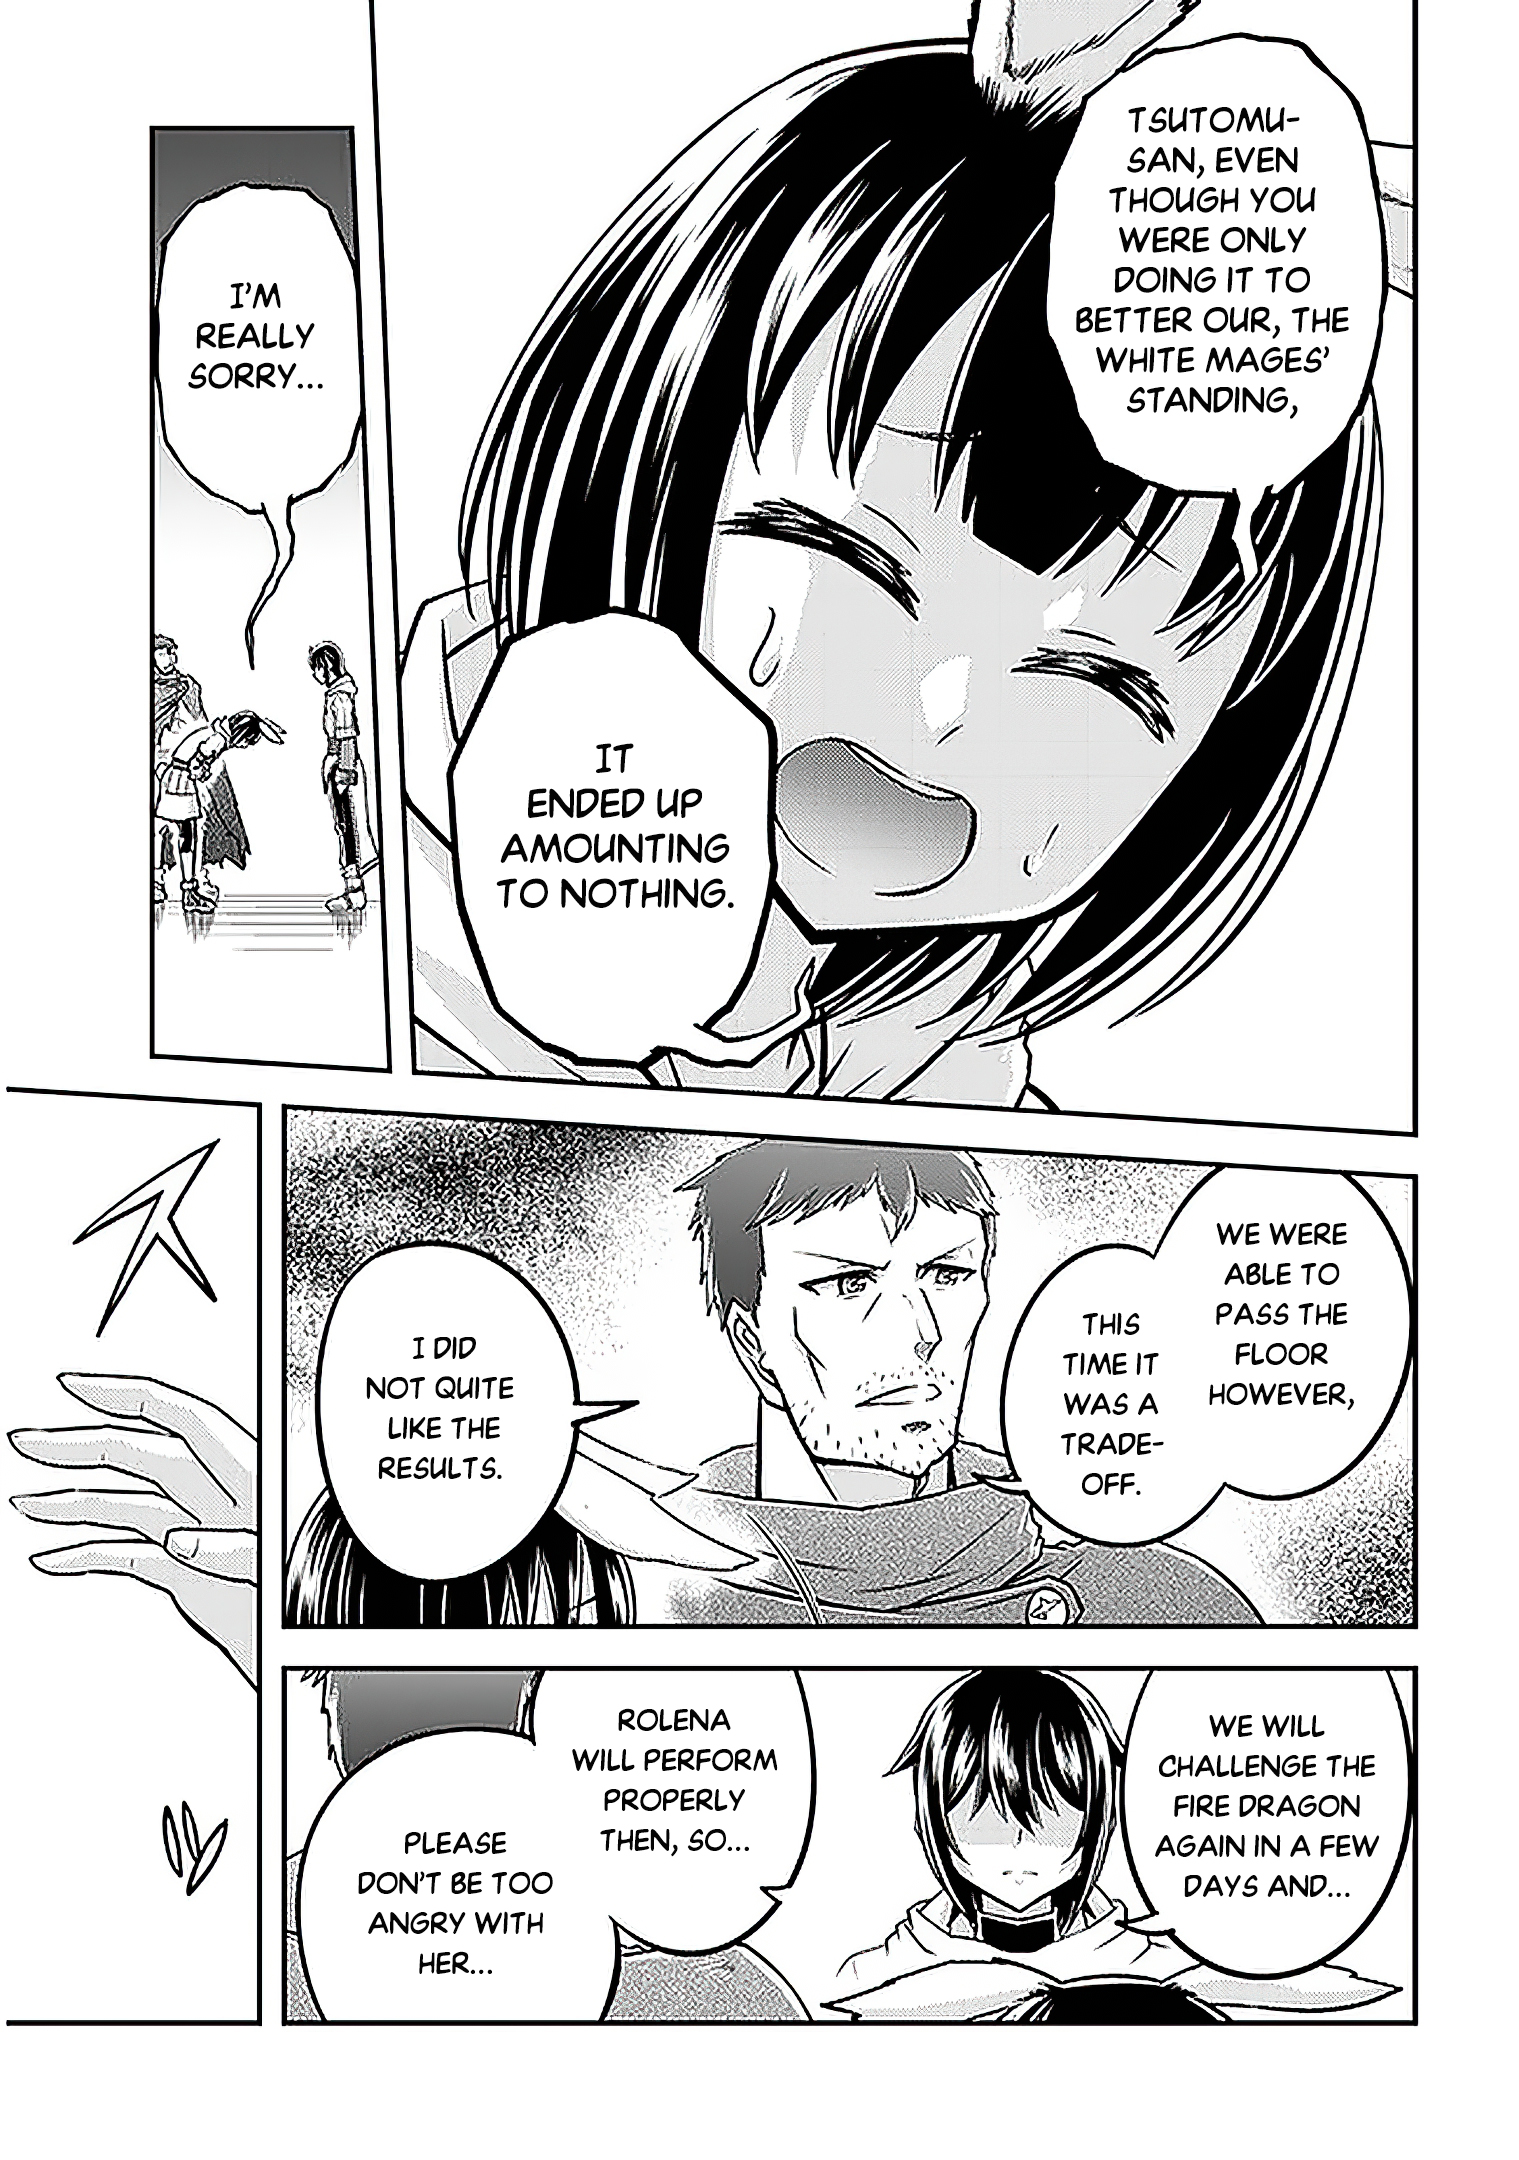 TSUTOMU-
SAN, EVEN
THOUGH YOU
WERE ONLY
DOING IT TO
BETTER OUR, THE
WHITE MAGES'
STANDING,
IT
ENDED UP
AMOUNTING
TO NOTHING.
I'M
REALLY
SORRY...
WE WERE
ABLE TO
PASS THE
FLOOR
HOWEVER,
THIS
TIME IT
WAS A
TRADE-
OFF.
I DID
NOT QUITE
LIKE THE
RESULTS.
WE WILL
CHALLENGE THE
FIRE DRAGON
AGAIN IN A FEW
DAYS AND...
ROLENA
WILL PERFORM
PROPERLY
THEN, SO...
PLEASE
DON'T BE TOO
ANGRY WITH
HER...
スッ